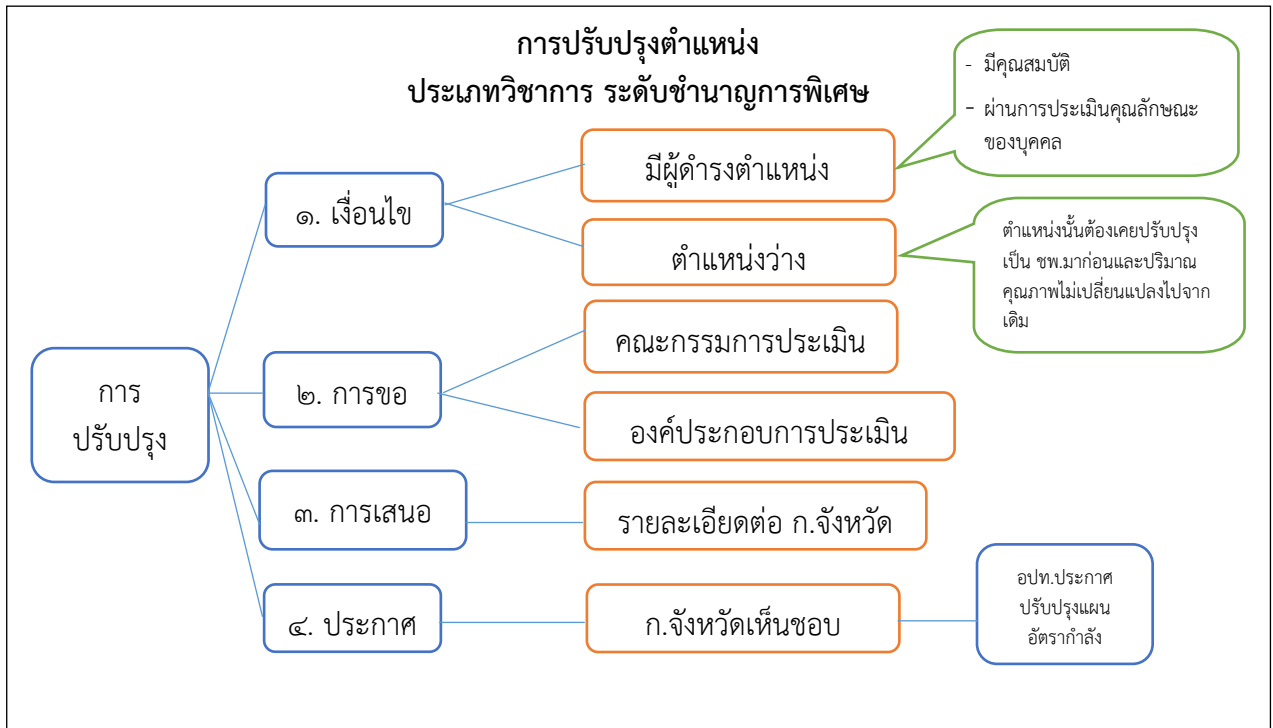 การปรับปรุงตำแหน่ง
ประเภทวิชาการ ระดับชำนาญการพิเศษ
- มีคุณสมบัติ
- ผ่านการประเมินคุณลักษณะ
ของบุคคล
มีผู้ดำรงตำแหน่ง
๑. เงื่อนไข
ตำแหน่งว่าง
ตำแหน่งนั้นต้องเคยปรับปรุง
เป็น ชพ.มาก่อนและปริมาณ
คุณภาพไม่เปลี่ยนแปลงไปจาก
เดิม
คณะกรรมการประเมิน
การ
ปรับปรุง
๒. การขอ
องค์ประกอบการประเมิน
๓. การเสนอ
รายละเอียดต่อ ก.จังหวัด
๔. ประกาศ
ก.จังหวัดเห็นชอบ
อปท.ประกาศ
ปรับปรุงแผน
อัตรากำลัง